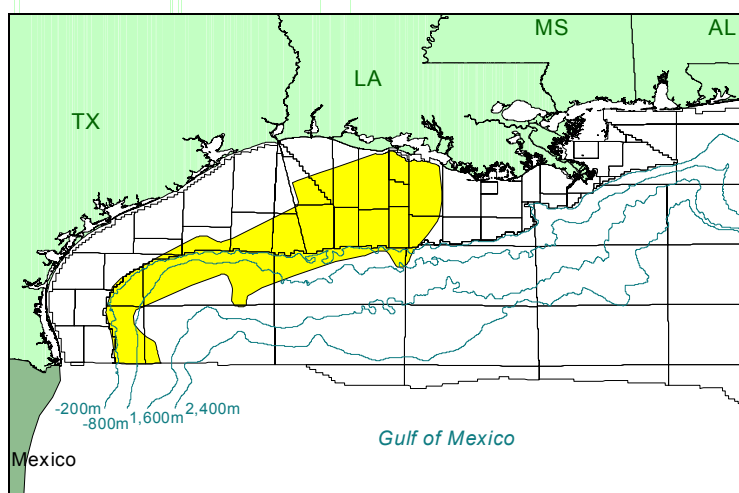 MS
AL
LA
TX
-200m
-800m
1,600m
2,400m
Gulf of Mexico
Mexico